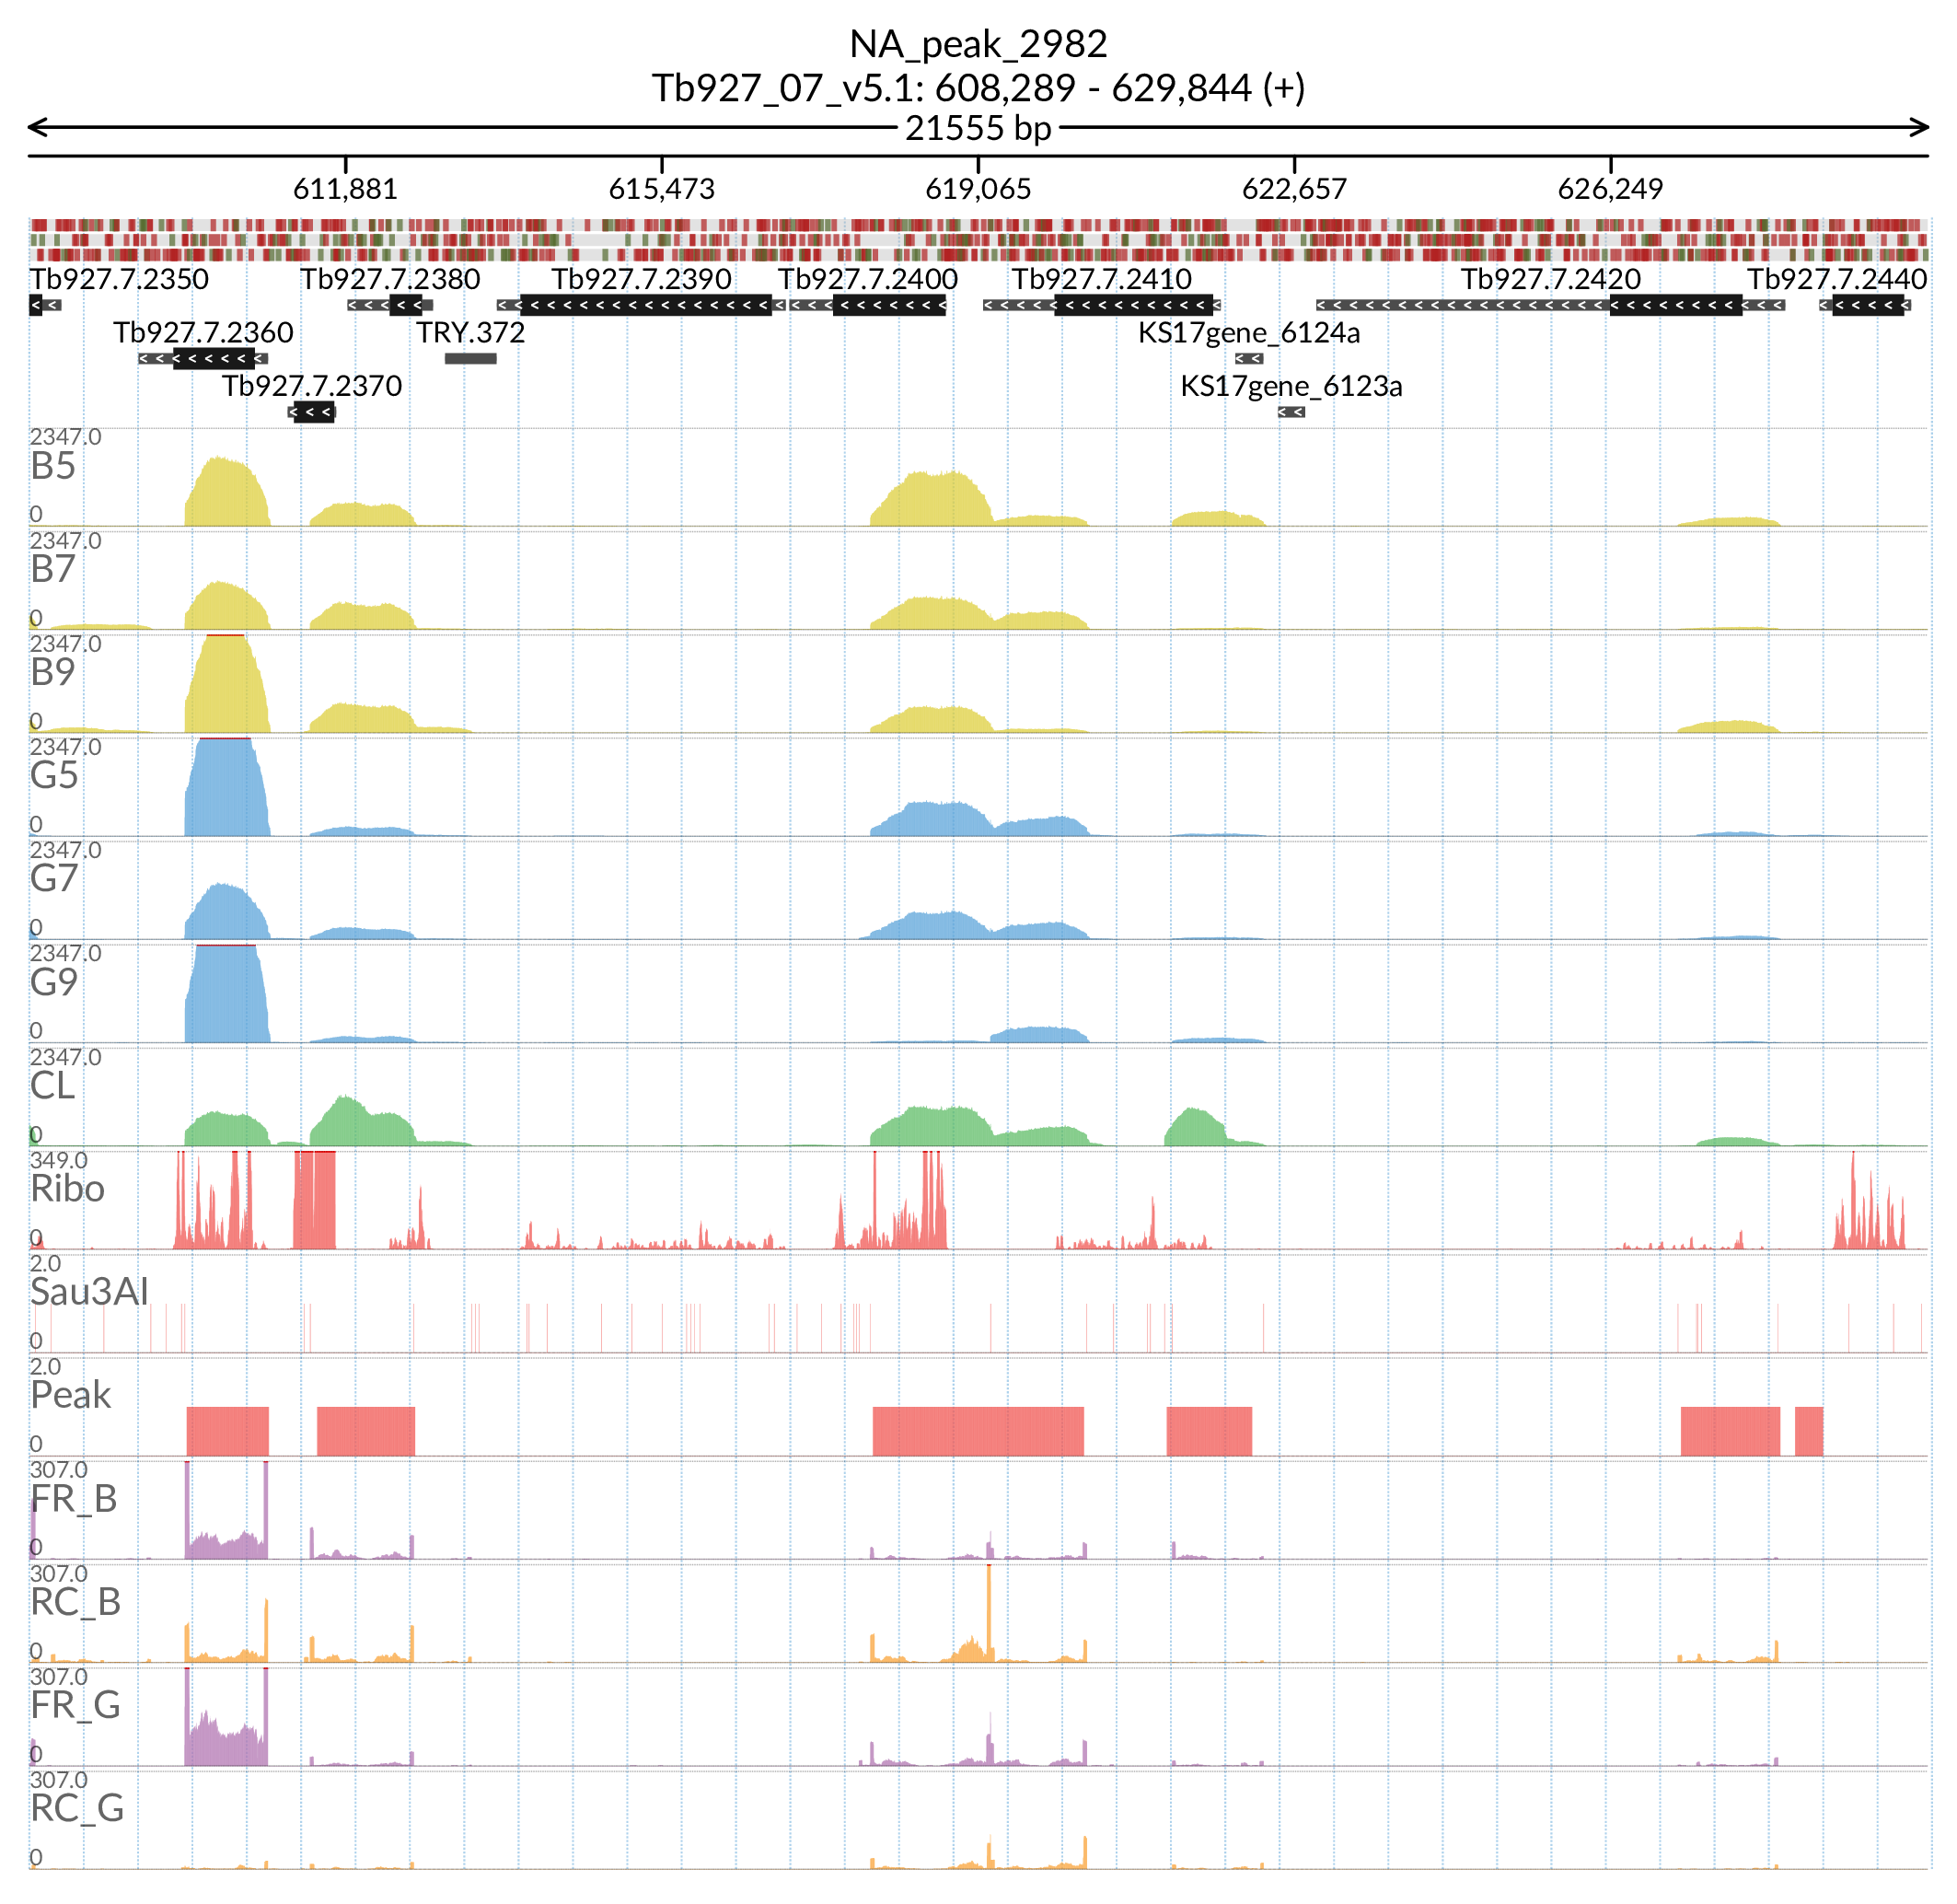 NA_peak_2982
Tb927_07_v5.1: 608,289 - 629,844 (+)
21555 bp
611,881 615,473 619,065 622,657 626,249
Tb927.7.2350 Tb927.7.2380 Tb927.7.2390 Tb927.7.2400 Tb927.7.2410 Tb927.7.2420 Tb927.7.2440
Tb927.7.2360 TRY.372 KS17gene_6124a
Tb927.7.2370 KS17gene_6123a
2347.0
B5
0
2347.0
B7
0
2347.0
B9
0
2347.0
G5
0
2347.0
G7
0
2347.0
G9
0
2347.0
CL
0
349.0
Ribo
0
2.0
Sau3AI
0
2.0
Peak
0
307.0
FR_B
0
307.0
RC_B
0
307.0
FR_G
0
307.0
RC_G
0